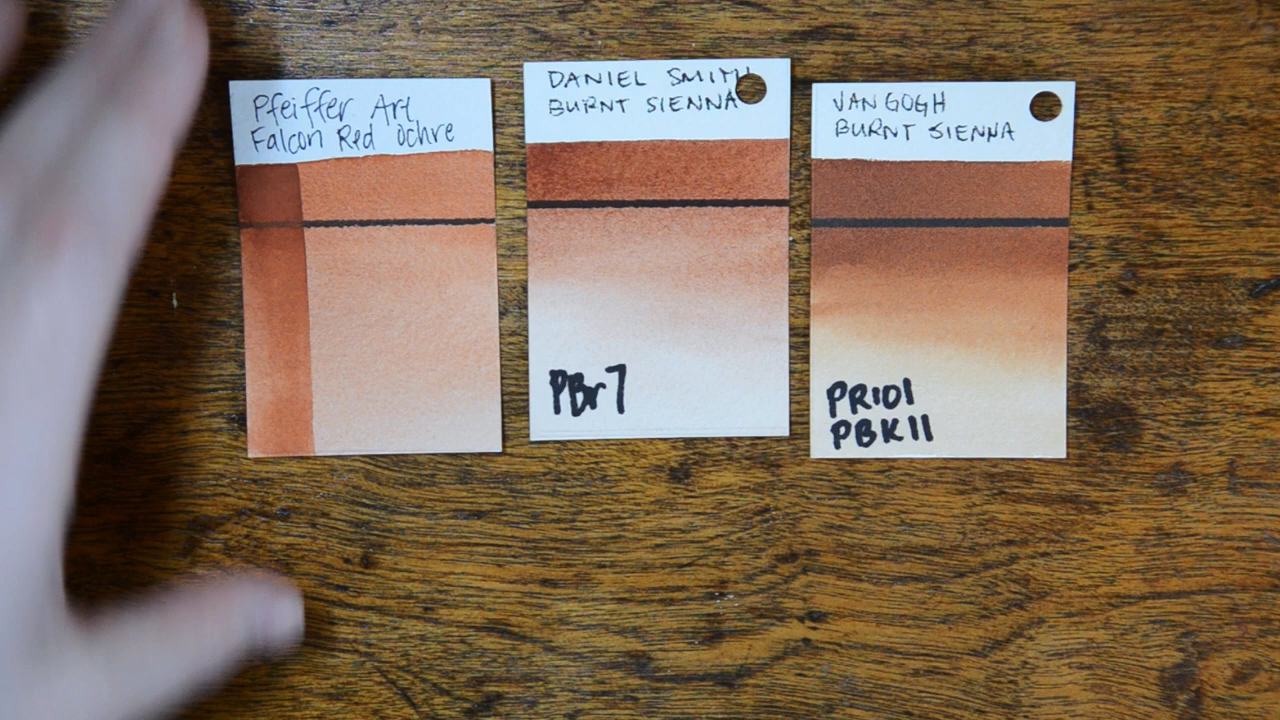 Pfeiffer Art
Falcon Red Ochre
DANIEL SMITH
BURNT SIENNA
PBr7
VAN GOGH
BURNT SIENNA
PR101
PBK11